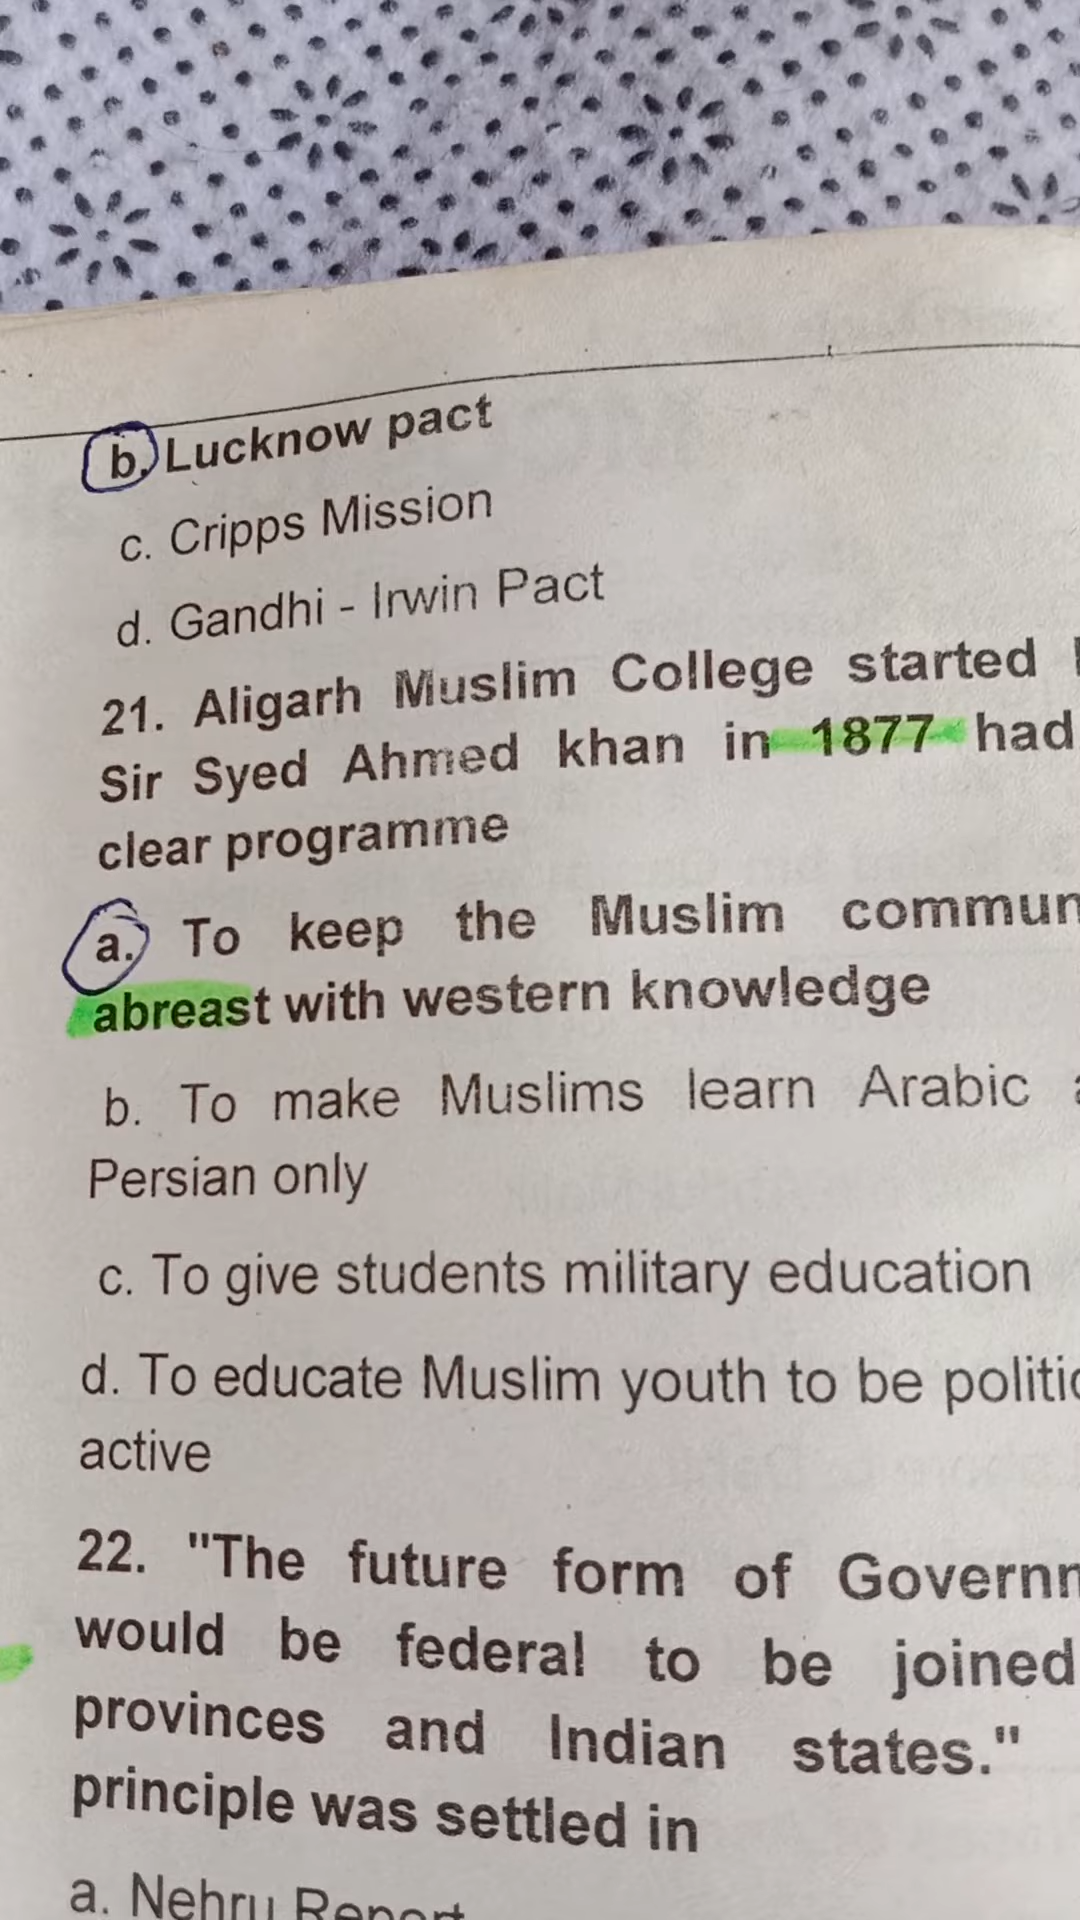 b. Lucknow pact
c. Cripps Mission
d. Gandhi - Irwin Pact
21. Aligarh Muslim College started
Sir Syed Ahmed khan in 1877 had
clear programme
a. To keep the Muslim commun
abreast with western knowledge
b. To make Muslims learn Arabic
Persian only
c. To give students military education
d. To educate Muslim youth to be politic
active
22. "The future form of Governm
would be federal to be joined
provinces and Indian states."
principle was settled in
a. Nehru Report